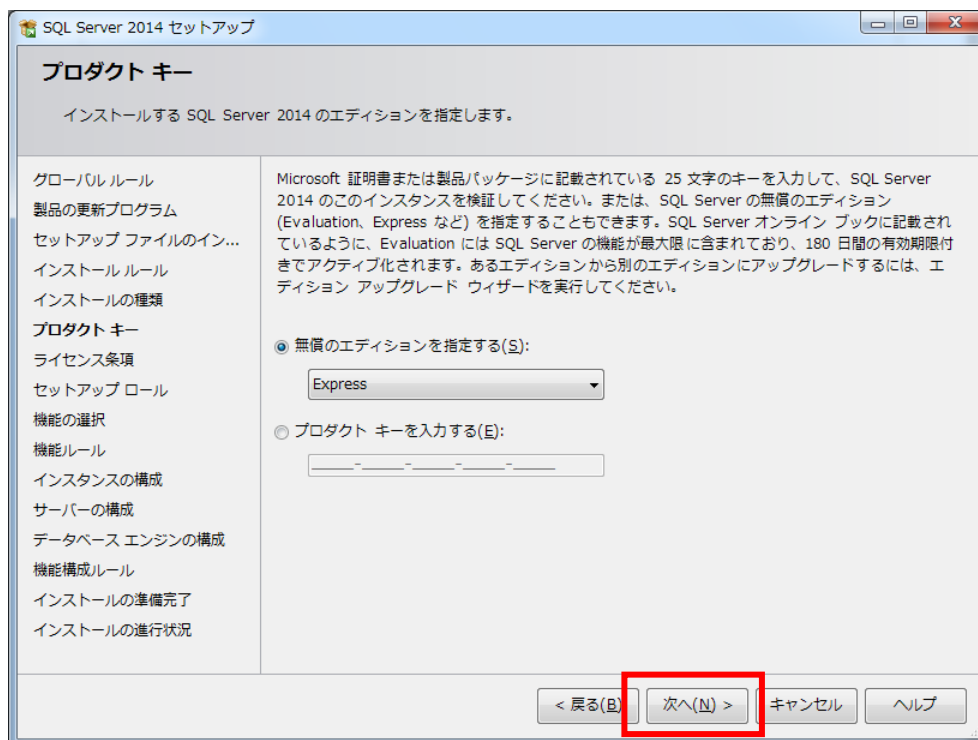 SQL Server 2014 セットアップ
プロダクト キー
インストールする SQL Server 2014 のエディションを指定します。
グローバル ルール
製品の更新プログラム
セットアップ ファイルのイン...
インストール ルール
インストールの種類
プロダクト キー
ライセンス条項
セットアップ ロール
機能の選択
機能ルール
インスタンスの構成
サーバーの構成
データベース エンジンの構成
機能構成ルール
インストールの準備完了
インストールの進行状況
Microsoft 証明書または製品パッケージに記載されている 25 文字のキーを入力して、SQL Server
2014 のこのインスタンスを検証してください。または、SQL Server の無償のエディション
(Evaluation、Express など) を指定することもできます。SQL Server オンライン ブックに記載され
ているように、Evaluation には SQL Server の機能が最大限に含まれており、180 日間の有効期限付
きでアクティブ化されます。あるエディションから別のエディションにアップグレードするには、エ
ディション アップグレード ウィザードを実行してください。
無償のエディションを指定する(S):
Express
プロダクト キーを入力する(E):
_____-_____-_____-_____-_____
< 戻る(B)
次へ(N) >
キャンセル
ヘルプ